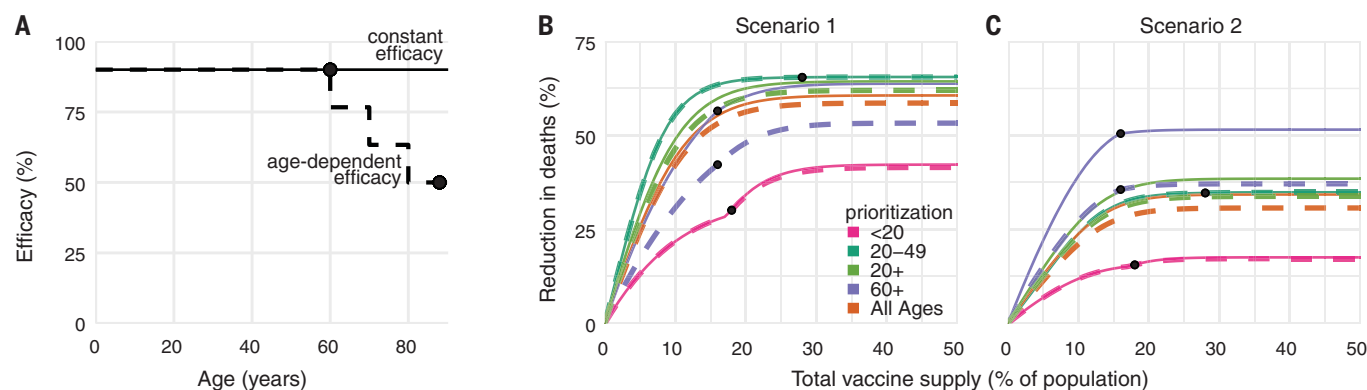 A
100
75
50
25
0
Efficacy (%)
constant
efficacy
age-dependent
efficacy
0
20
40
60
80
Age (years)
B
Scenario 1
75
50
25
0
Reduction in deaths (%)
prioritization
<20
20–49
20+
60+
All Ages
0
10
20
30
40
50
C
Scenario 2
0
10
20
30
40
50
Total vaccine supply (% of population)